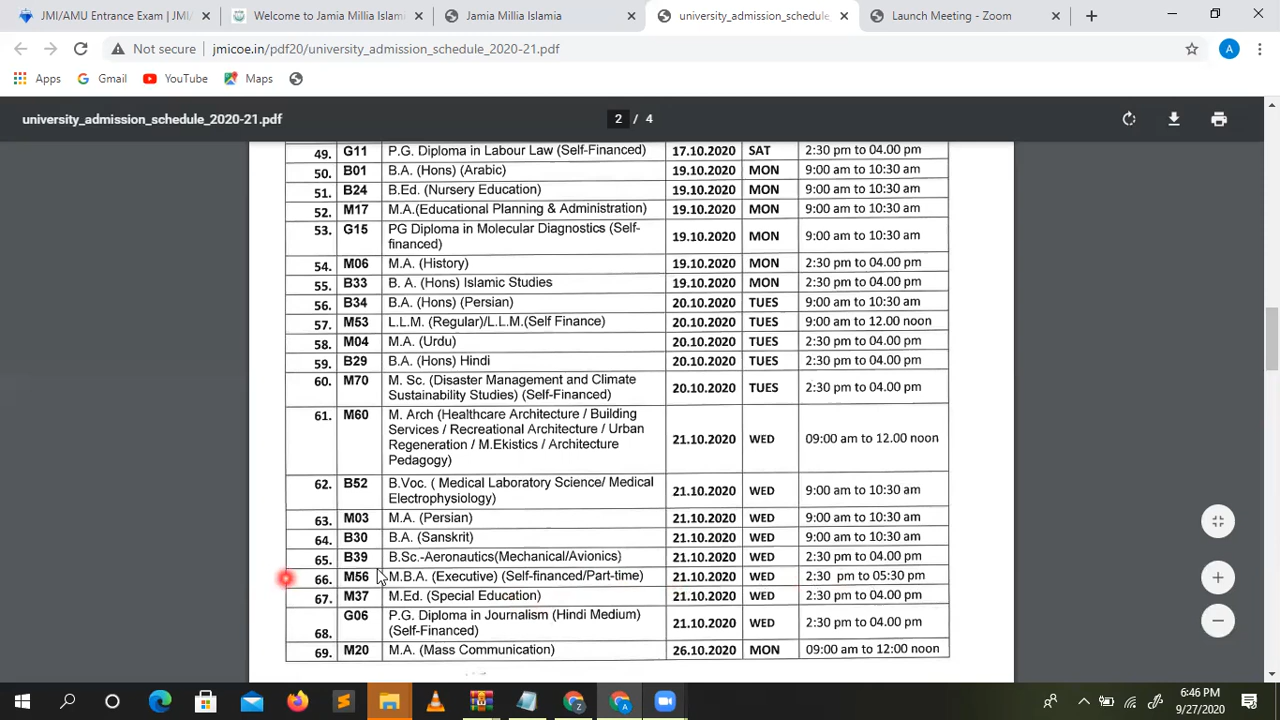 JMI/AMU Entrance Exam | JMI/
Welcome to Jamia Millia Islami
Jamia Millia Islamia
university_admission_schedule
Launch Meeting - Zoom
Not secure
jmicoe.in/pdf20/university_admission_schedule_2020-21.pdf
A
Apps
Gmail
YouTube
Maps
university_admission_schedule_2020-21.pdf
2 / 4
49. G11 P.G. Diploma in Labour Law (Self-Financed) 17.10.2020 SAT 2:30 pm to 04.00 pm
50. B01 B.A. (Hons) (Arabic) 19.10.2020 MON 9:00 am to 10:30 am
51. B24 B.Ed. (Nursery Education) 19.10.2020 MON 9:00 am to 10:30 am
52. M17 M.A.(Educational Planning & Administration) 19.10.2020 MON 9:00 am to 10:30 am
53. G15 PG Diploma in Molecular Diagnostics (Self- 19.10.2020 MON 9:00 am to 10:30 am
financed)
54. M06 M.A. (History) 19.10.2020 MON 2:30 pm to 04.00 pm
55. B33 B. A. (Hons) Islamic Studies 19.10.2020 MON 2:30 pm to 04.00 pm
56. B34 B.A. (Hons) (Persian) 20.10.2020 TUES 9:00 am to 10:30 am
57. M53 L.L.M. (Regular)/L.L.M.(Self Finance) 20.10.2020 TUES 9:00 am to 12.00 noon
58. M04 M.A. (Urdu) 20.10.2020 TUES 2:30 pm to 04.00 pm
59. B29 B.A. (Hons) Hindi 20.10.2020 TUES 2:30 pm to 04.00 pm
60. M70 M. Sc. (Disaster Management and Climate 20.10.2020 TUES 2:30 pm to 04.00 pm
Sustainability Studies) (Self-Financed)
61. M60 M. Arch (Healthcare Architecture / Building 21.10.2020 WED 09:00 am to 12.00 noon
Services / Recreational Architecture / Urban
Regeneration / M.Ekistics / Architecture
Pedagogy)
62. B52 B.Voc. ( Medical Laboratory Science/ Medical 21.10.2020 WED 9:00 am to 10:30 am
Electrophysiology)
63. M03 M.A. (Persian) 21.10.2020 WED 9:00 am to 10:30 am
64. B30 B.A. (Sanskrit) 21.10.2020 WED 9:00 am to 10:30 am
65. B39 B.Sc.-Aeronautics(Mechanical/Avionics) 21.10.2020 WED 2:30 pm to 04.00 pm
66. M56 M.B.A. (Executive) (Self-financed/Part-time) 21.10.2020 WED 2:30 pm to 05:30 pm
67. M37 M.Ed. (Special Education) 21.10.2020 WED 2:30 pm to 04.00 pm
68. G06 P.G. Diploma in Journalism (Hindi Medium) 21.10.2020 WED 2:30 pm to 04.00 pm
(Self-Financed)
69. M20 M.A. (Mass Communication) 26.10.2020 MON 09:00 am to 12:00 noon
6:46 PM
9/27/2020